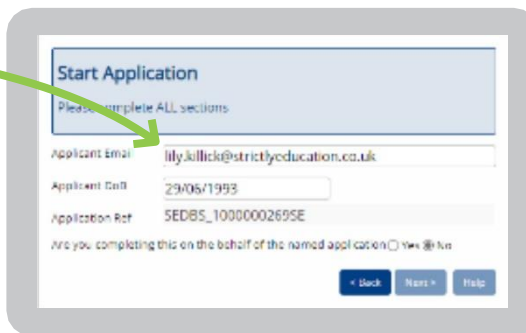 Start Application
Please complete ALL sections
Applicant Email lily.killick@strictlyeducation.co.uk
Applicant DoB 29/06/1993
Application Ref SEDBS_1000000269SE
Are you completing this on the behalf of the named application Yes No
< Back Next > Help